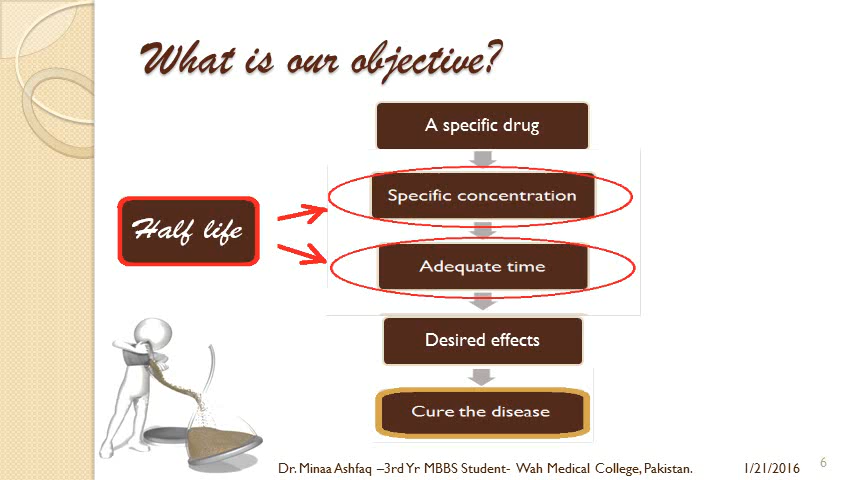 What is our objective?
A specific drug
Specific concentration
Half life
Adequate time
Desired effects
Cure the disease
Dr. Minaa Ashfaq –3rd Yr MBBS Student- Wah Medical College, Pakistan.
1/21/2016
6